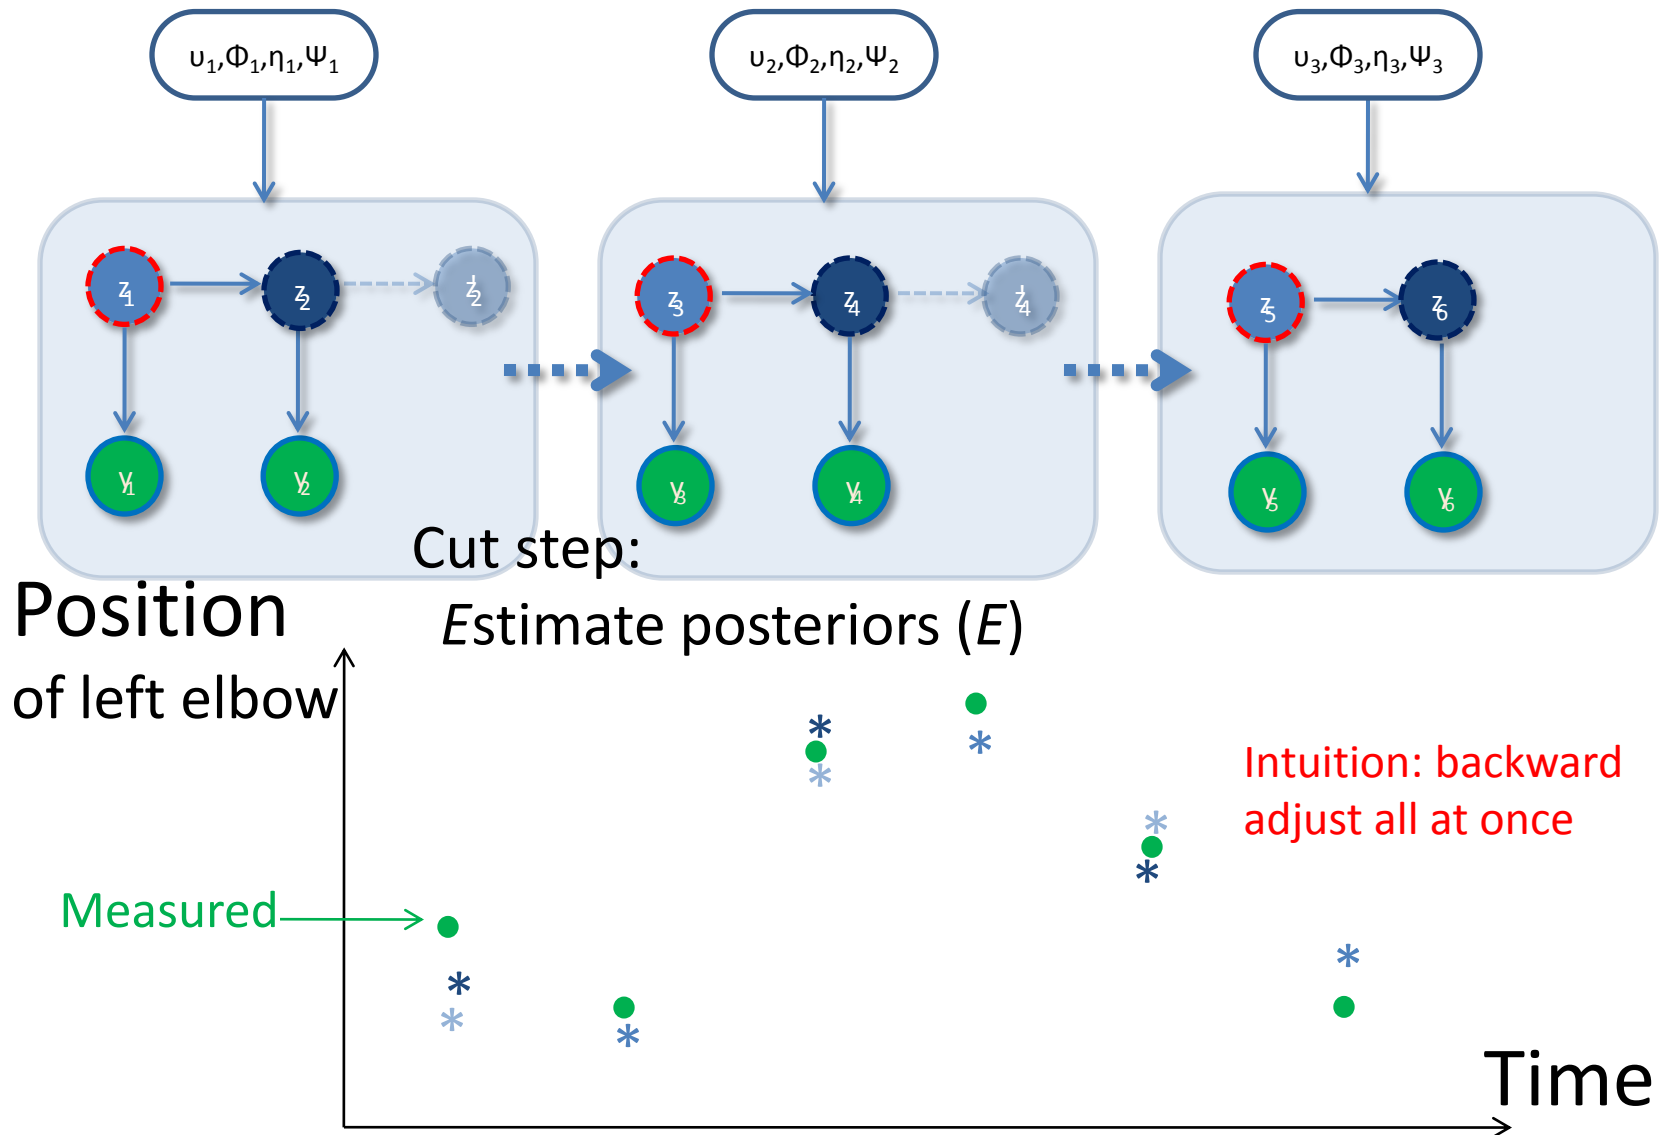 υ1,Φ1,η1,Ψ1
υ2,Φ2,η2,Ψ2
υ3,Φ3,η3,Ψ3
z1
z2
z3
z4
z5
z6
y1
y2
y3
y4
y5
y6
Cut step:
Estimate posteriors (E)
Position
of left elbow
Intuition: backward
adjust all at once
Measured
Time